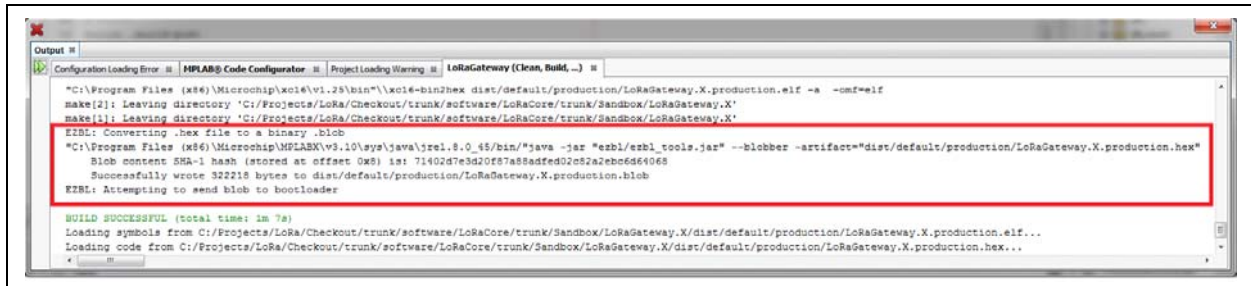 Output
Configuration Loading Error MPLAB® Code Configurator Project Loading Warning LoRaGateway (Clean, Build, ...)
"C:\Program Files (x86)\Microchip\xc16\v1.25\bin"\\xc16-bin2hex dist/default/production/LoRaGateway.X.production.elf -a -omf=elf
make[2]: Leaving directory 'C:/Projects/LoRa/Checkout/trunk/software/LoRaCore/trunk/Sandbox/LoRaGateway.X'
make[1]: Leaving directory 'C:/Projects/LoRa/Checkout/trunk/software/LoRaCore/trunk/Sandbox/LoRaGateway.X'
EZBL: Converting .hex file to a binary .blob
"C:\Program Files (x86)\Microchip\MPLABX\v3.10\sys\java\jre1.8.0_45/bin/"java -jar "ezbl/ezbl_tools.jar" --blobber -artifact="dist/default/production/LoRaGateway.X.production.hex"
Blob content SHA-1 hash (stored at offset 0x8) is: 71402d7e3d20f87a88adfed02c82a2ebc6d64068
Successfully wrote 322218 bytes to dist/default/production/LoRaGateway.X.production.blob
EZBL: Attempting to send blob to bootloader
BUILD SUCCESSFUL (total time: 1m 7s)
Loading symbols from C:/Projects/LoRa/Checkout/trunk/software/LoRaCore/trunk/Sandbox/LoRaGateway.X/dist/default/production/LoRaGateway.X.production.elf...
Loading code from C:/Projects/LoRa/Checkout/trunk/software/LoRaCore/trunk/Sandbox/LoRaGateway.X/dist/default/production/LoRaGateway.X.production.hex...